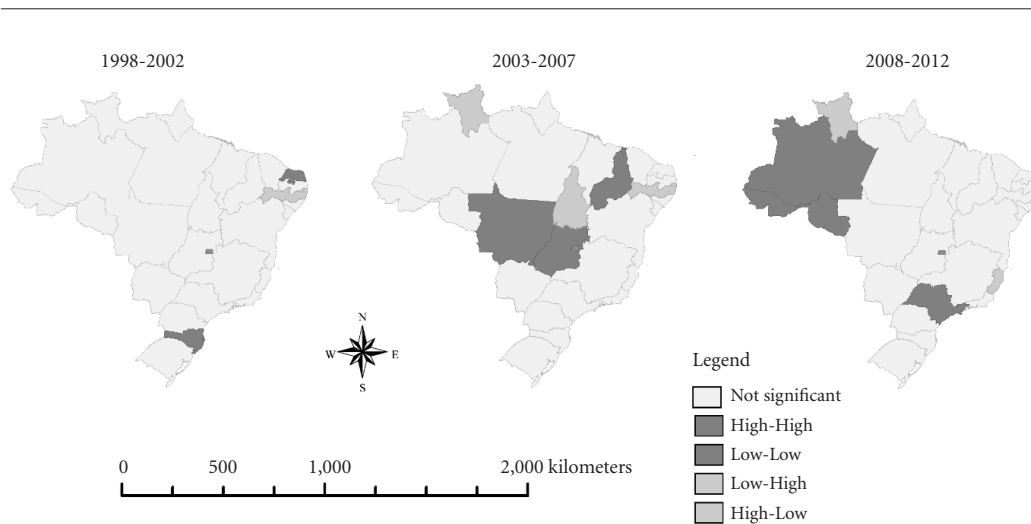 1998-2002
2003-2007
2008-2012
N
W E
S
Legend
Not significant
High-High
Low-Low
Low-High
High-Low
0 500 1,000 2,000 kilometers